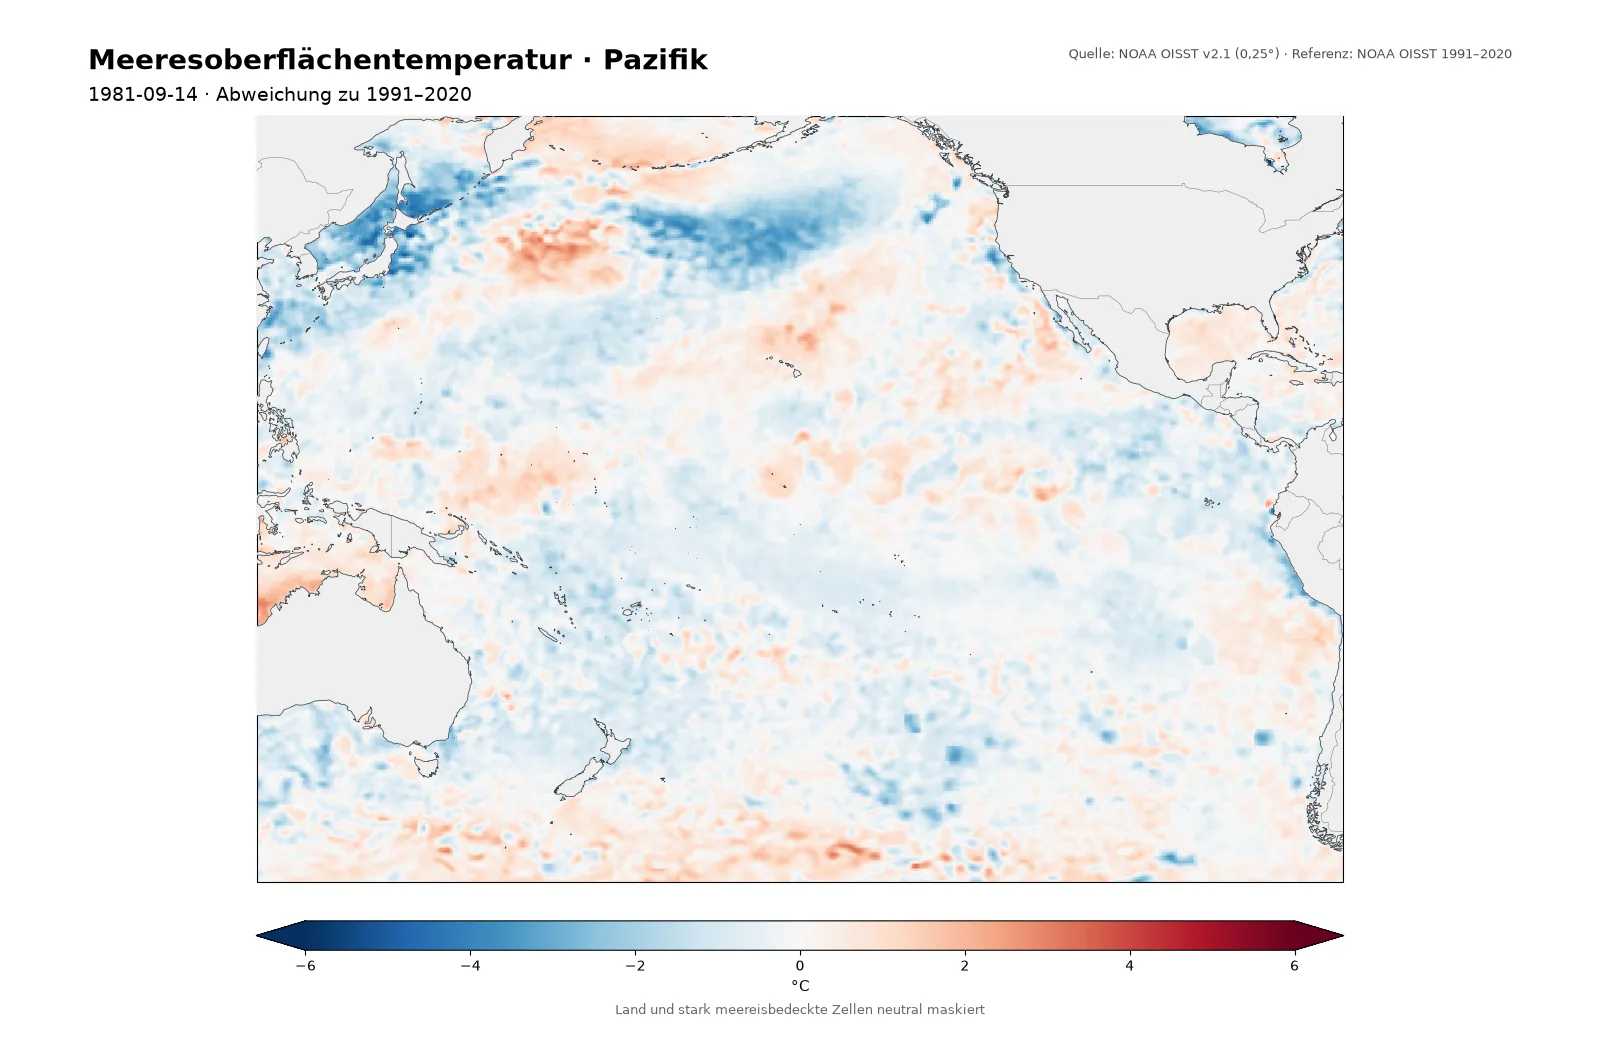 Meeresoberflächentemperatur · Pazifik
Quelle: NOAA OISST v2.1 (0,25°) · Referenz: NOAA OISST 1991–2020
1981-09-14 · Abweichung zu 1991–2020
−6 −4 −2 0 2 4 6
°C
Land und stark meereisbedeckte Zellen neutral maskiert